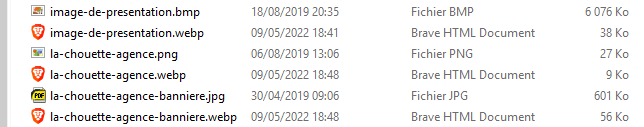 image-de-presentation.bmp 18/08/2019 20:35 Fichier BMP 6 076 Ko
image-de-presentation.webp 09/05/2022 18:41 Brave HTML Document 38 Ko
la-chouette-agence.png 06/08/2019 13:06 Fichier PNG 27 Ko
la-chouette-agence.webp 09/05/2022 18:48 Brave HTML Document 9 Ko
PDF la-chouette-agence-banniere.jpg 30/04/2019 09:06 Fichier JPG 601 Ko
la-chouette-agence-banniere.webp 09/05/2022 18:48 Brave HTML Document 56 Ko